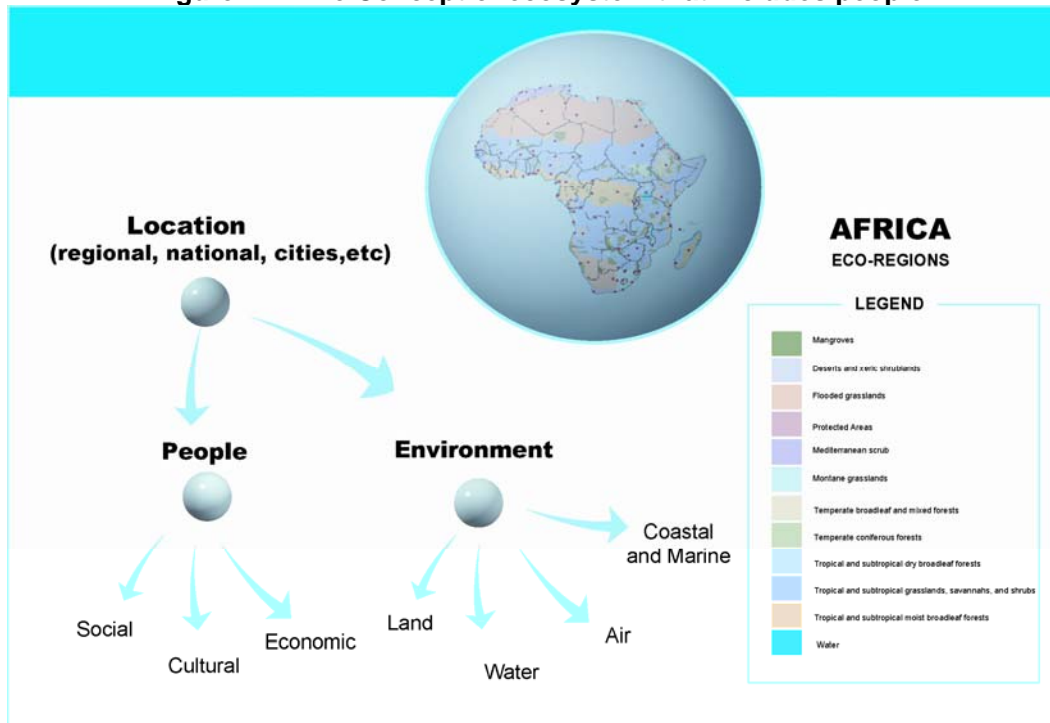 Location
(regional, national, cities,etc)
People
Environment
Social
Cultural
Economic
Land
Water
Air
Coastal
and Marine
AFRICA
ECO-REGIONS
LEGEND
Mangroves
Deserts and xeric shrublands
Flooded grasslands
Protected Areas
Mediterranean scrub
Montane grasslands
Temperate broadleaf and mixed forests
Temperate coniferous forests
Tropical and subtropical dry broadleaf forests
Tropical and subtropical grasslands, savannahs, and shrubs
Tropical and subtropical moist broadleaf forests
Water